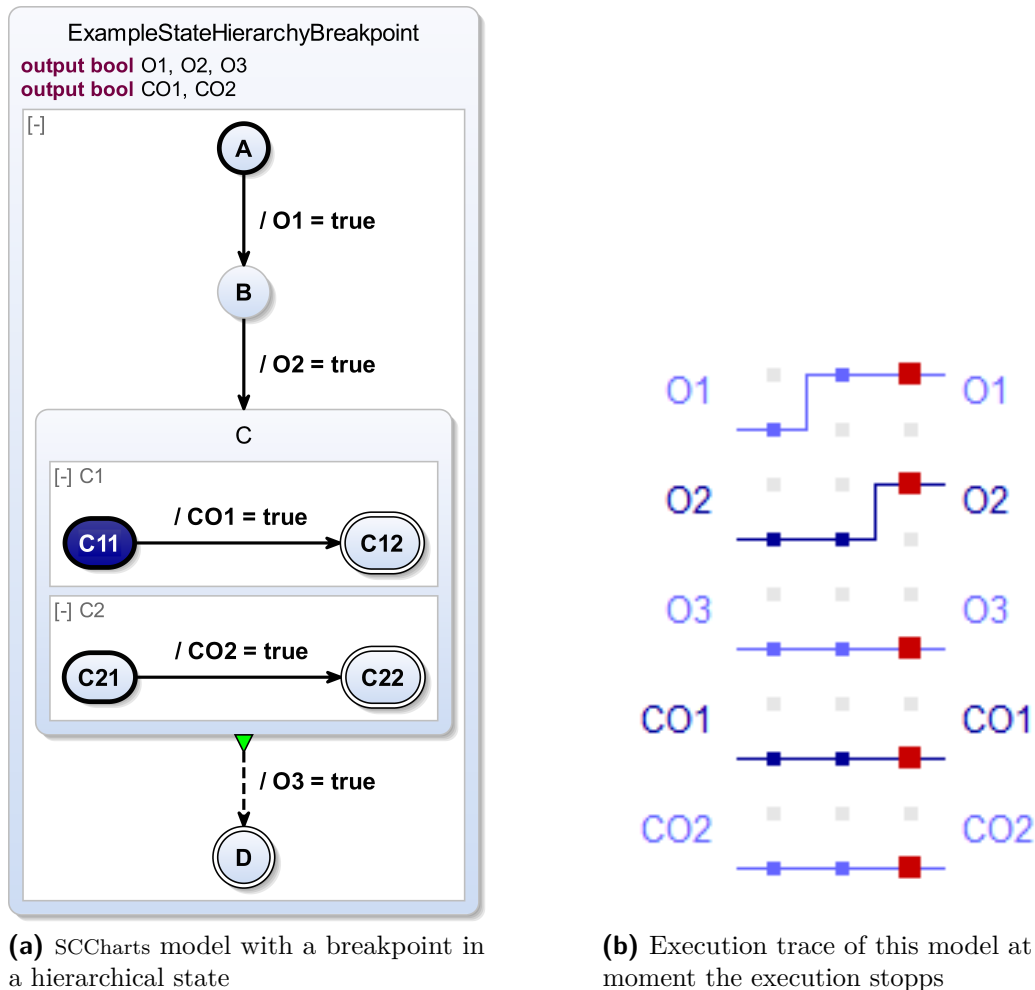 ExampleStateHierarchyBreakpoint
output bool O1, O2, O3
output bool CO1, CO2
[-]
A
/ O1 = true
B
/ O2 = true
C
[-] C1
C11
/ CO1 = true
C12
[-] C2
C21
/ CO2 = true
C22
/ O3 = true
D
(a) SCCharts model with a breakpoint in
a hierarchical state
O1 O1
O2 O2
O3 O3
CO1 CO1
CO2 CO2
(b) Execution trace of this model at
moment the execution stopps